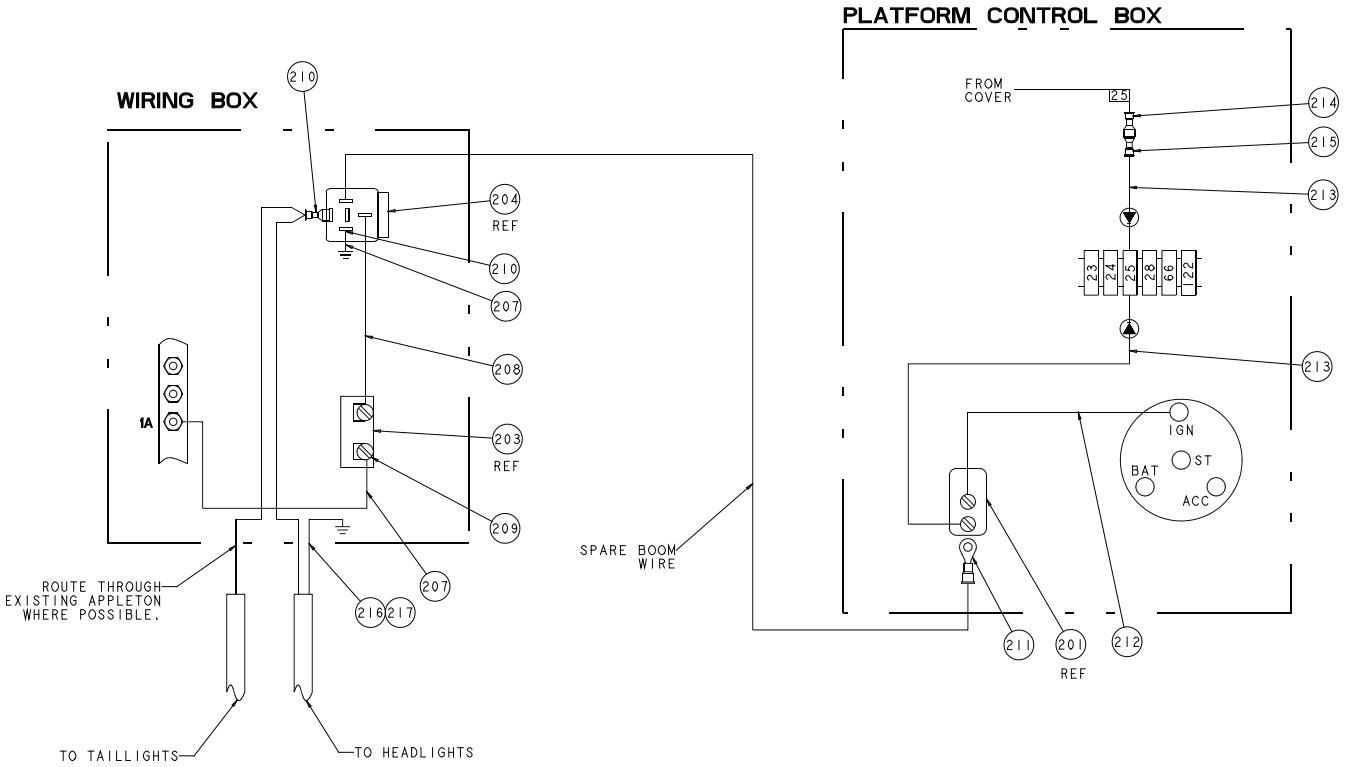 PLATFORM CONTROL BOX
FROM
COVER
25
214
215
213
23
24
25
28
66
122
213
IGN
ST
BAT
ACC
211
201
REF
212
WIRING BOX
210
204
REF
210
207
208
1A
203
REF
209
207
216
217
SPARE BOOM
WIRE
ROUTE THROUGH
EXISTING APPLETON
WHERE POSSIBLE.
TO TAILLIGHTS
TO HEADLIGHTS